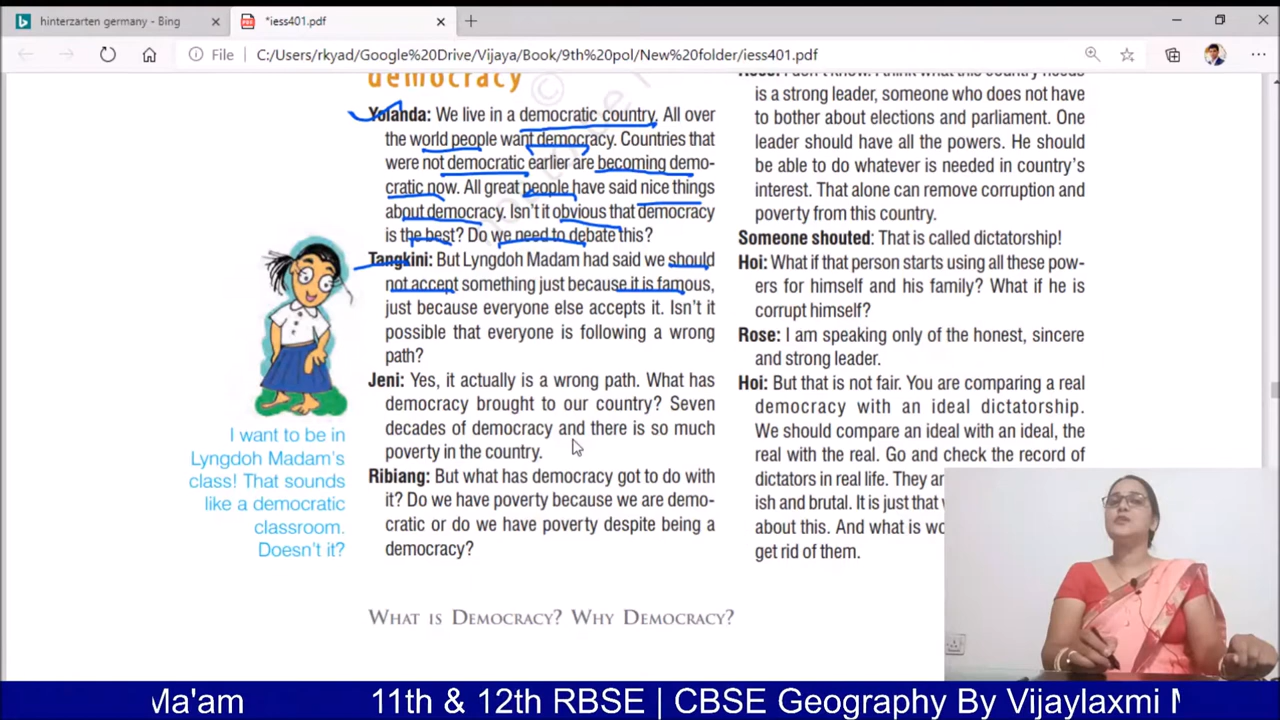 hinterzarten germany - Bing
*iess401.pdf
File
C:/Users/rkyad/Google%20Drive/Vijaya/Book/9th%20pol/New%20folder/iess401.pdf
democracy
Yolanda: We live in a democratic country. All over
the world people want democracy. Countries that
were not democratic earlier are becoming demo-
cratic now. All great people have said nice things
about democracy. Isn't it obvious that democracy
is the best? Do we need to debate this?
Tangkini: But Lyngdoh Madam had said we should
not accept something just because it is famous,
just because everyone else accepts it. Isn't it
possible that everyone is following a wrong
path?
Jeni: Yes, it actually is a wrong path. What has
democracy brought to our country? Seven
decades of democracy and there is so much
poverty in the country.
Ribiang: But what has democracy got to do with
it? Do we have poverty because we are demo-
cratic or do we have poverty despite being a
democracy?
I want to be in
Lyngdoh Madam's
class! That sounds
like a democratic
classroom.
Doesn't it?
Rose: I don't know. I think what this country needs
is a strong leader, someone who does not have
to bother about elections and parliament. One
leader should have all the powers. He should
be able to do whatever is needed in country's
interest. That alone can remove corruption and
poverty from this country.
Someone shouted: That is called dictatorship!
Hoi: What if that person starts using all these pow-
ers for himself and his family? What if he is
corrupt himself?
Rose: I am speaking only of the honest, sincere
and strong leader.
Hoi: But that is not fair. You are comparing a real
democracy with an ideal dictatorship.
We should compare an ideal with an ideal, the
real with the real. Go and check the record of
dictators in real life. They
ish and brutal. It is just that
about this. And what is
get rid of them.
WHAT IS DEMOCRACY? WHY DEMOCRACY?
Ma'am 11th & 12th RBSE | CBSE Geography By Vijaylaxmi